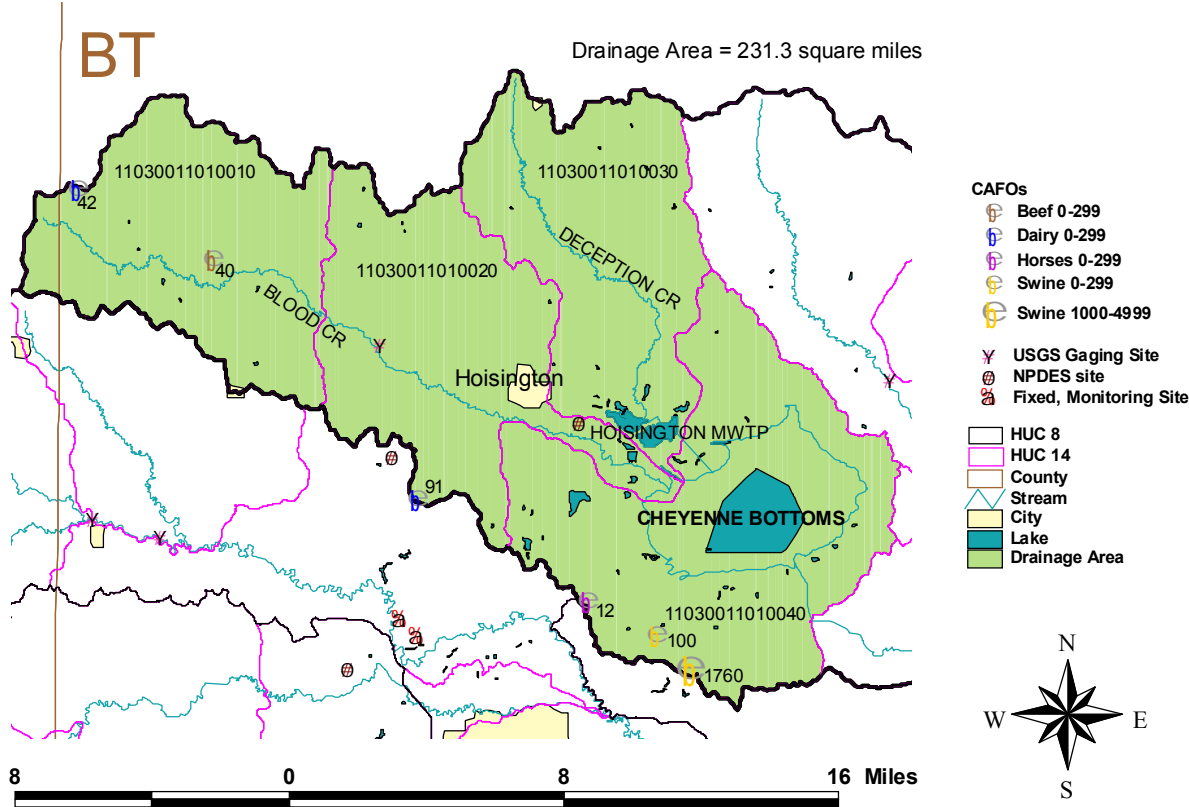 BT
Drainage Area = 231.3 square miles
11030011010010
11030011010030
42
DECEPTION CR
40
11030011010020
BLOOD CR
Hoisington
HOISINGTON MWTP
91
CHEYENNE BOTTOMS
12
11030011010040
100
1760
CAFOs
Beef 0-299
Dairy 0-299
Horses 0-299
Swine 0-299
Swine 1000-4999
USGS Gaging Site
NPDES site
Fixed, Monitoring Site
HUC 8
HUC 14
County
Stream
City
Lake
Drainage Area
N
W E
S
8 0 8 16 Miles